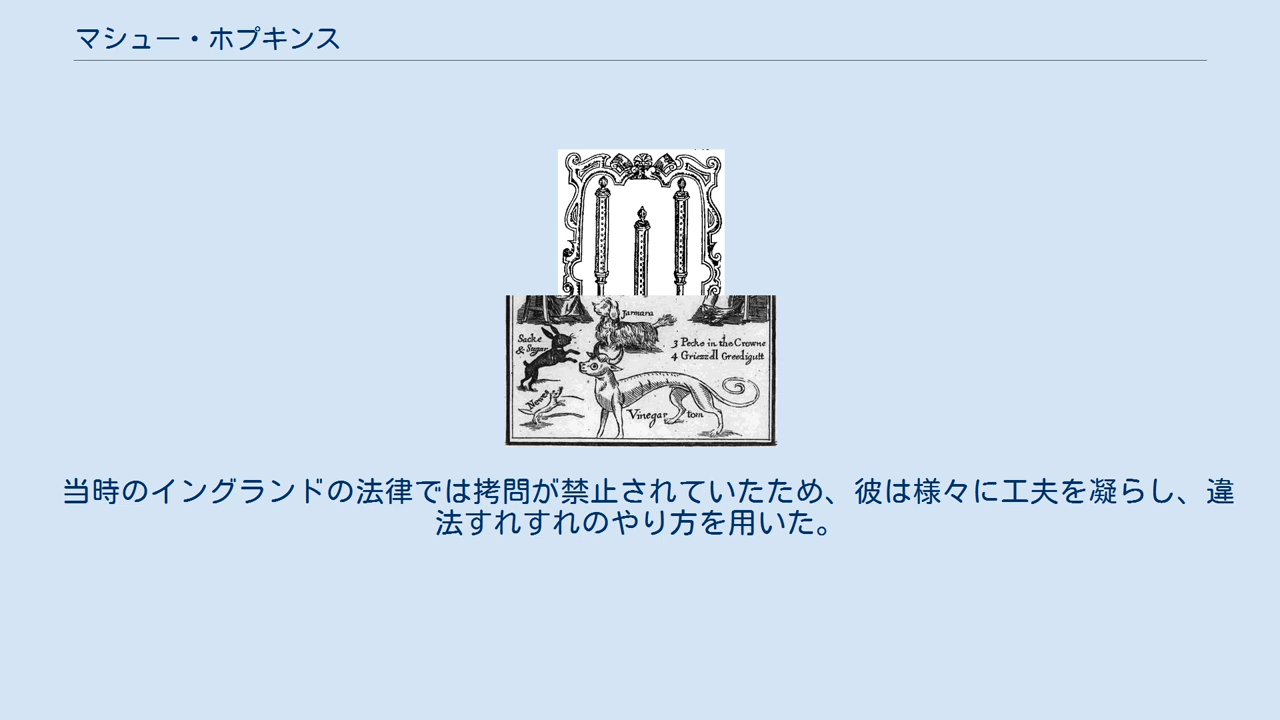 マシュー・ホプキンス
Jarmara
Sacke
& Sugar
3 Pecke in the Crowne
4 Griezzell Greedigutt
Newes
Vinegar tom
当時のイングランドの法律では拷問が禁止されていたため、彼は様々に工夫を凝らし、違
法すれすれのやり方を用いた。